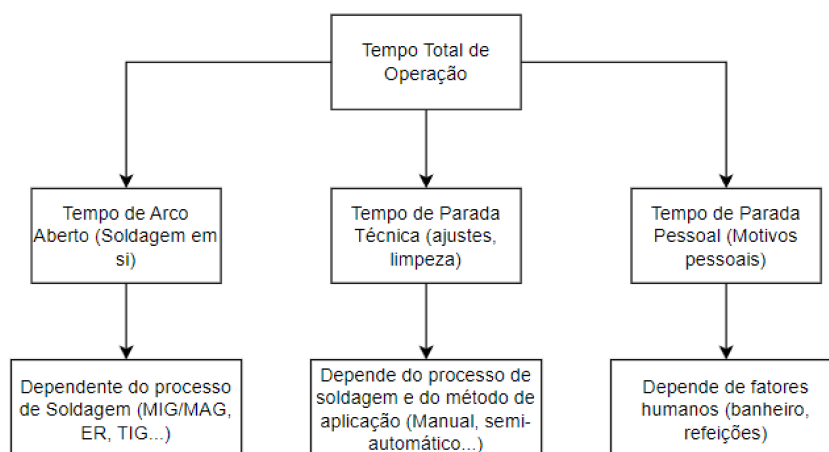 Tempo Total de
Operação
Tempo de Arco
Aberto (Soldagem em
si)
Tempo de Parada
Técnica (ajustes,
limpeza)
Tempo de Parada
Pessoal (Motivos
pessoais)
Dependente do processo
de Soldagem (MIG/MAG,
ER, TIG...)
Depende do processo de
soldagem e do método de
aplicação (Manual, semi-
automático...)
Depende de fatores
humanos (banheiro,
refeições)